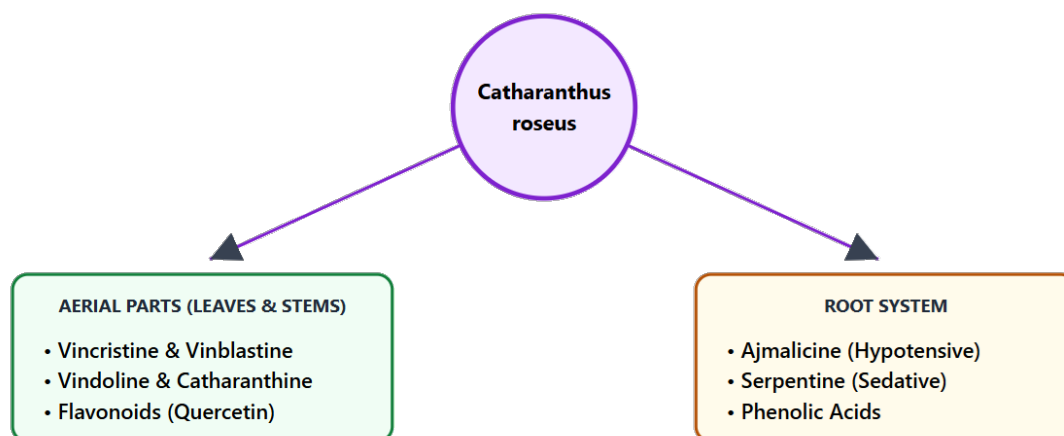 Catharanthus
roseus
AERIAL PARTS (LEAVES & STEMS)
• Vincristine & Vinblastine
• Vindoline & Catharanthine
• Flavonoids (Quercetin)
ROOT SYSTEM
• Ajmalicine (Hypotensive)
• Serpentine (Sedative)
• Phenolic Acids